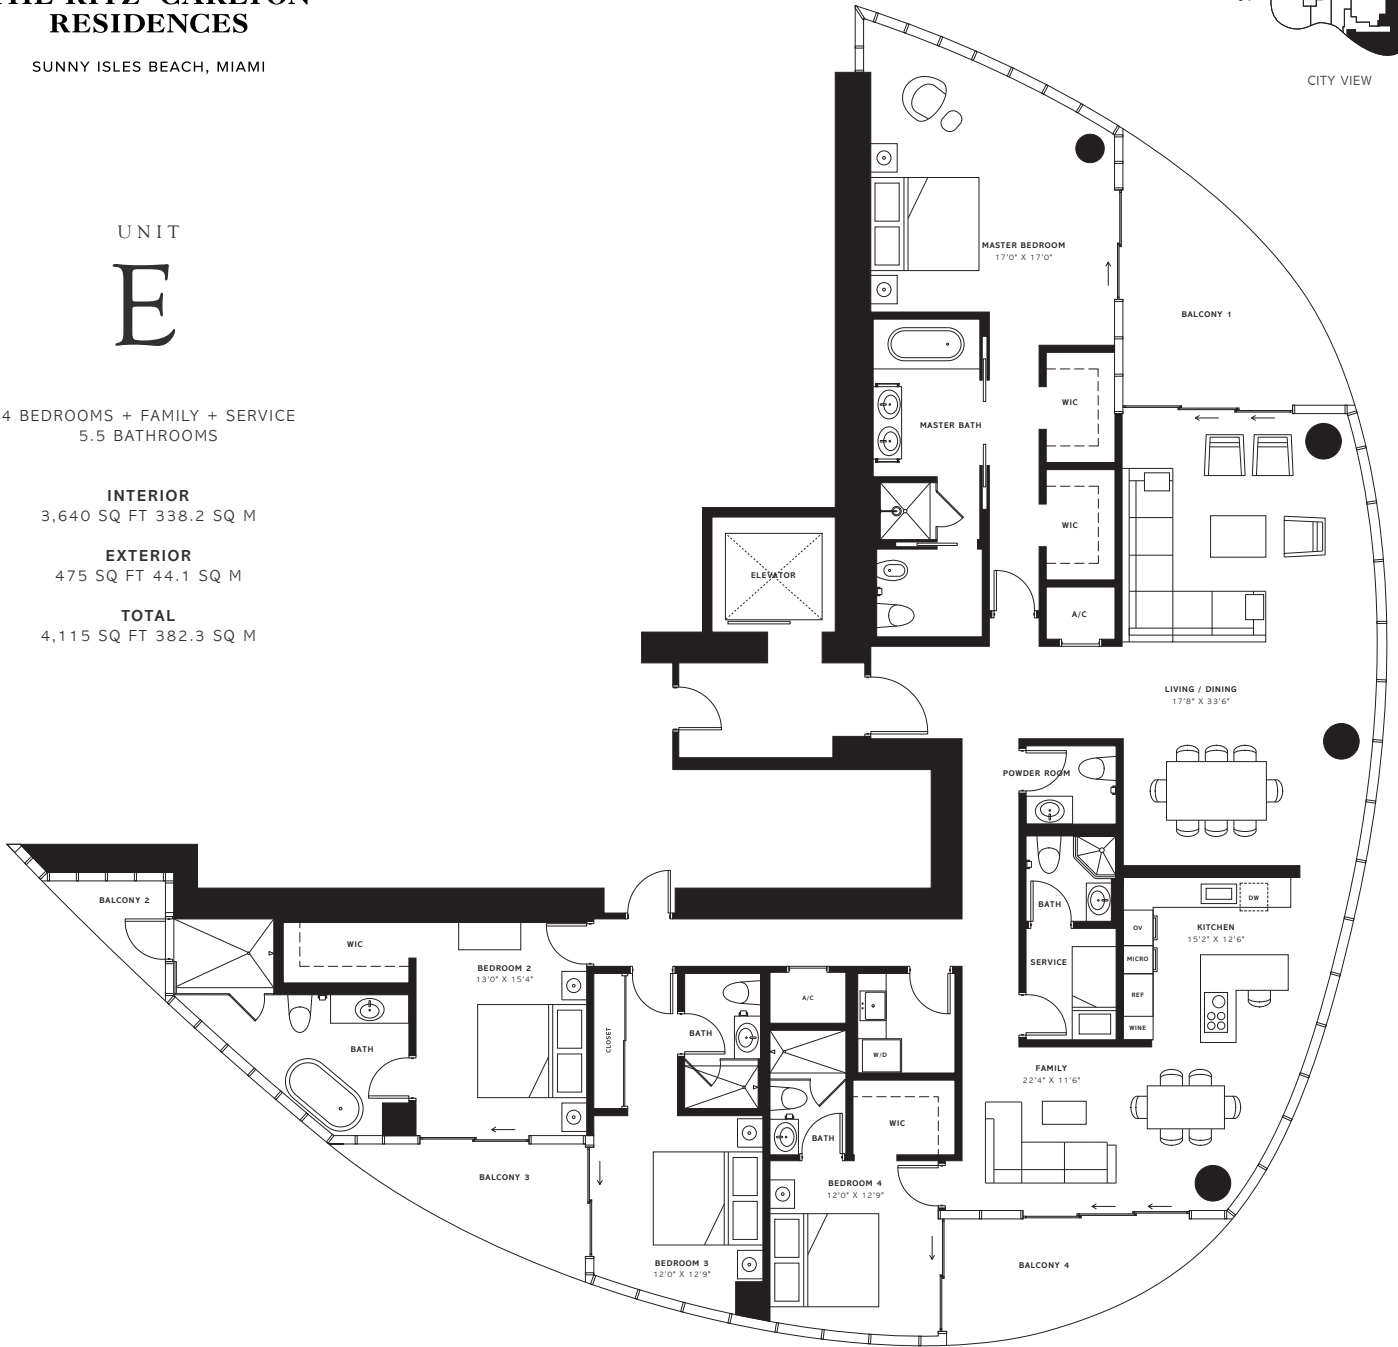 RESIDENCES
SUNNY ISLES BEACH, MIAMI
CITY VIEW
UNIT
E
4 BEDROOMS + FAMILY + SERVICE
5.5 BATHROOMS
INTERIOR
3,640 SQ FT 338.2 SQ M
EXTERIOR
475 SQ FT 44.1 SQ M
TOTAL
4,115 SQ FT 382.3 SQ M
MASTER BEDROOM
17'0" X 17'0"
BALCONY 1
WIC
MASTER BATH
WIC
ELEVATOR
A/C
LIVING / DINING
17'8" X 33'6"
POWDER ROOM
BALCONY 2
BATH
DW
OV
KITCHEN
15'2" X 12'6"
WIC
BEDROOM 2
13'0" X 15'4"
SERVICE
MICRO
REF
WINE
A/C
BATH
CLOSET
BATH
W/D
FAMILY
22'4" X 11'6"
WIC
BATH
BALCONY 3
BEDROOM 4
12'0" X 12'9"
BEDROOM 3
12'0" X 12'9"
BALCONY 4